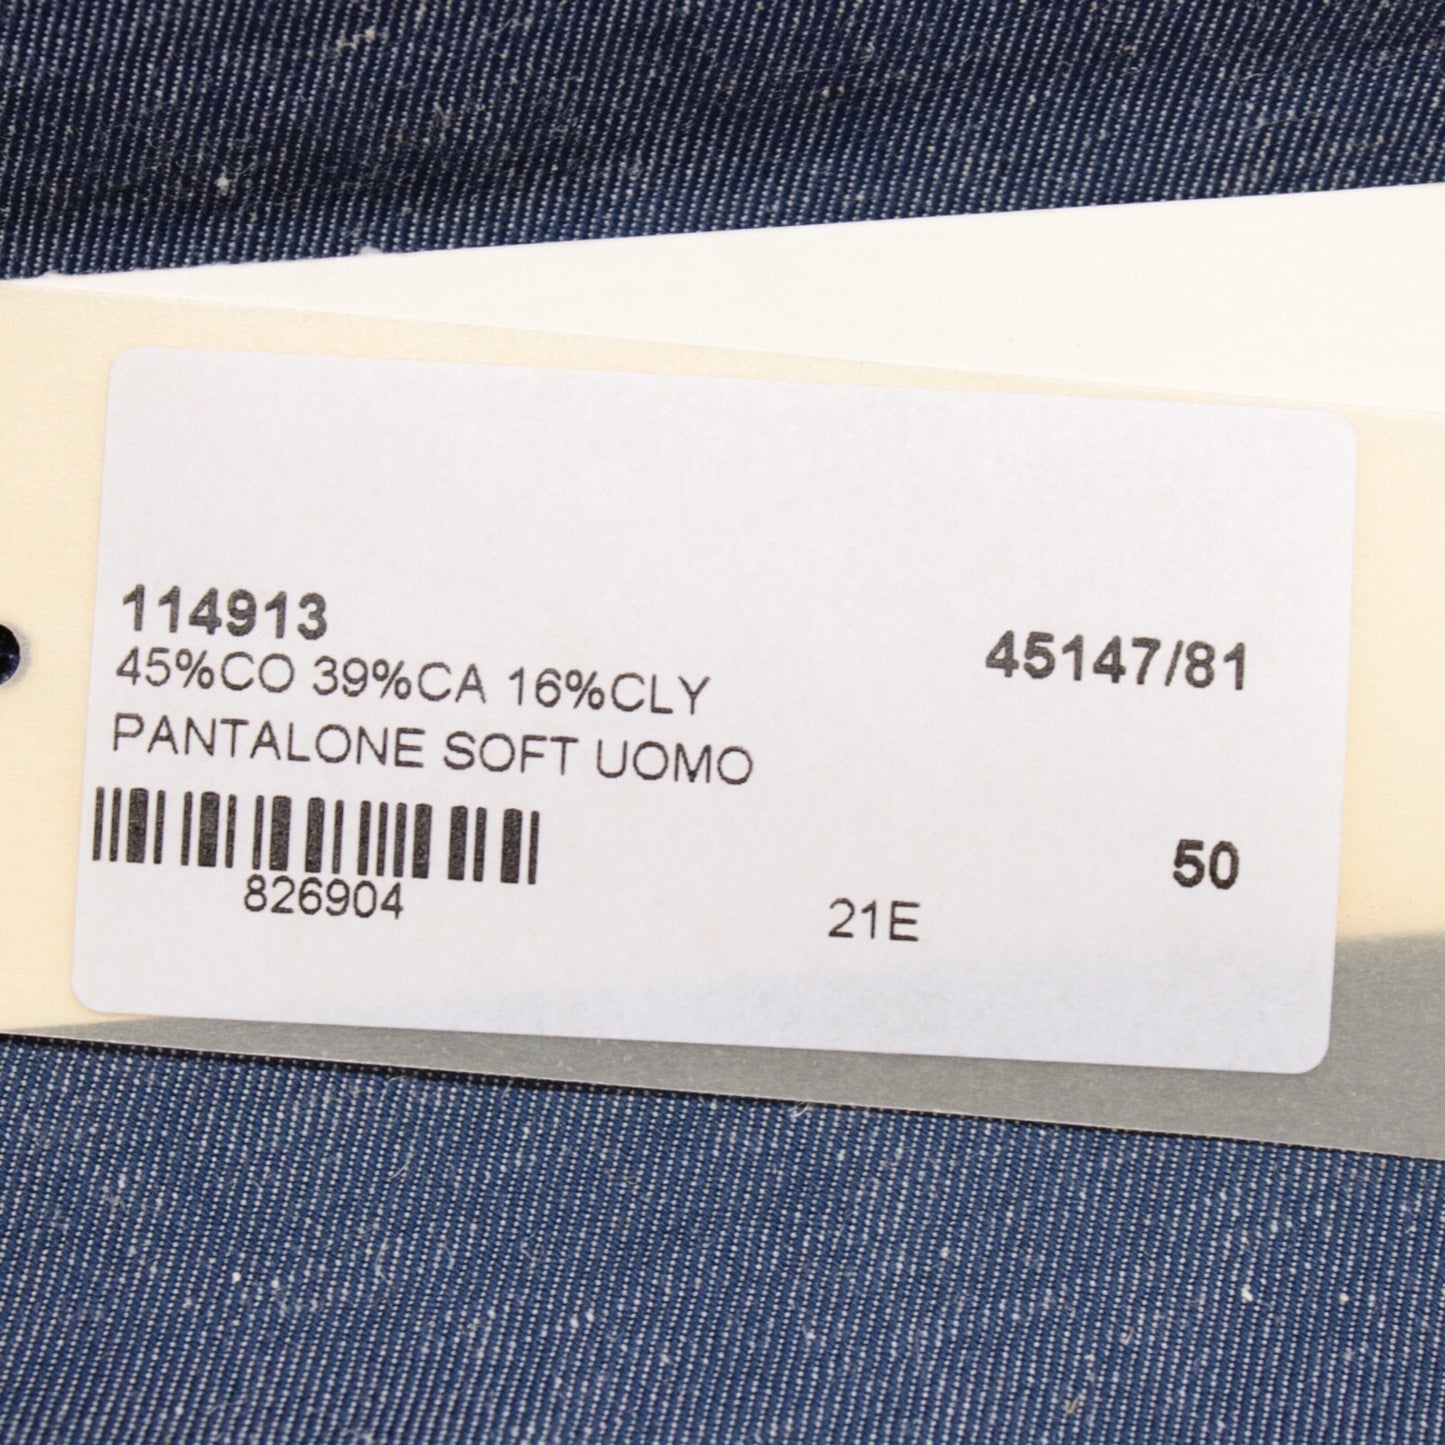 114913
45147/81
45%CO 39%CA 16%CLY
PANTALONE SOFT UOMO
826904
21E
50